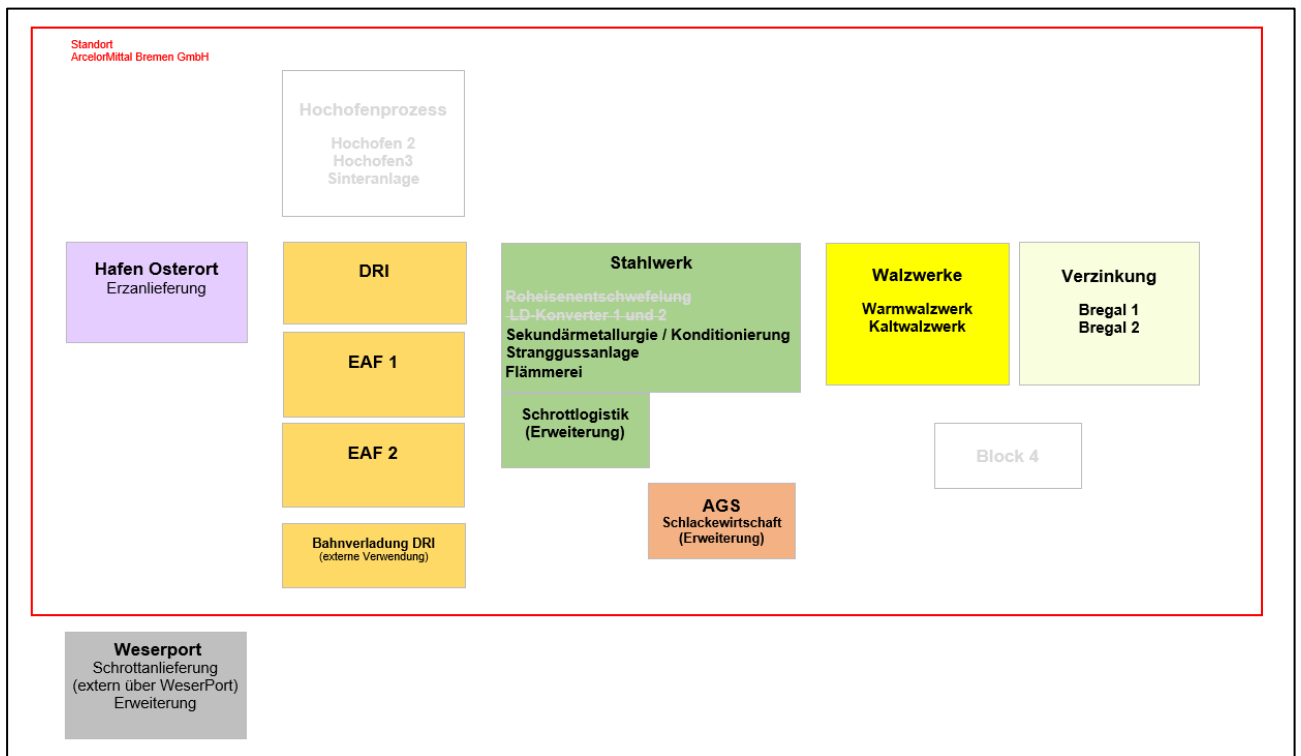 Standort
ArcelorMittal Bremen GmbH
Hochofenprozess
Hochofen 2
Hochofen3
Sinteranlage
Hafen Osterort
Erzanlieferung
DRI
EAF 1
EAF 2
Bahnverladung DRI
(externe Verwendung)
Stahlwerk
Roheisenentschwefelung
LD-Konverter 1 und 2
Sekundärmetallurgie / Konditionierung
Stranggussanlage
Flämmerei
Schrottlogistik
(Erweiterung)
AGS
Schlackewirtschaft
(Erweiterung)
Walzwerke
Warmwalzwerk
Kaltwalzwerk
Verzinkung
Bregal 1
Bregal 2
Block 4
Weserport
Schrottanlieferung
(extern über WeserPort)
Erweiterung